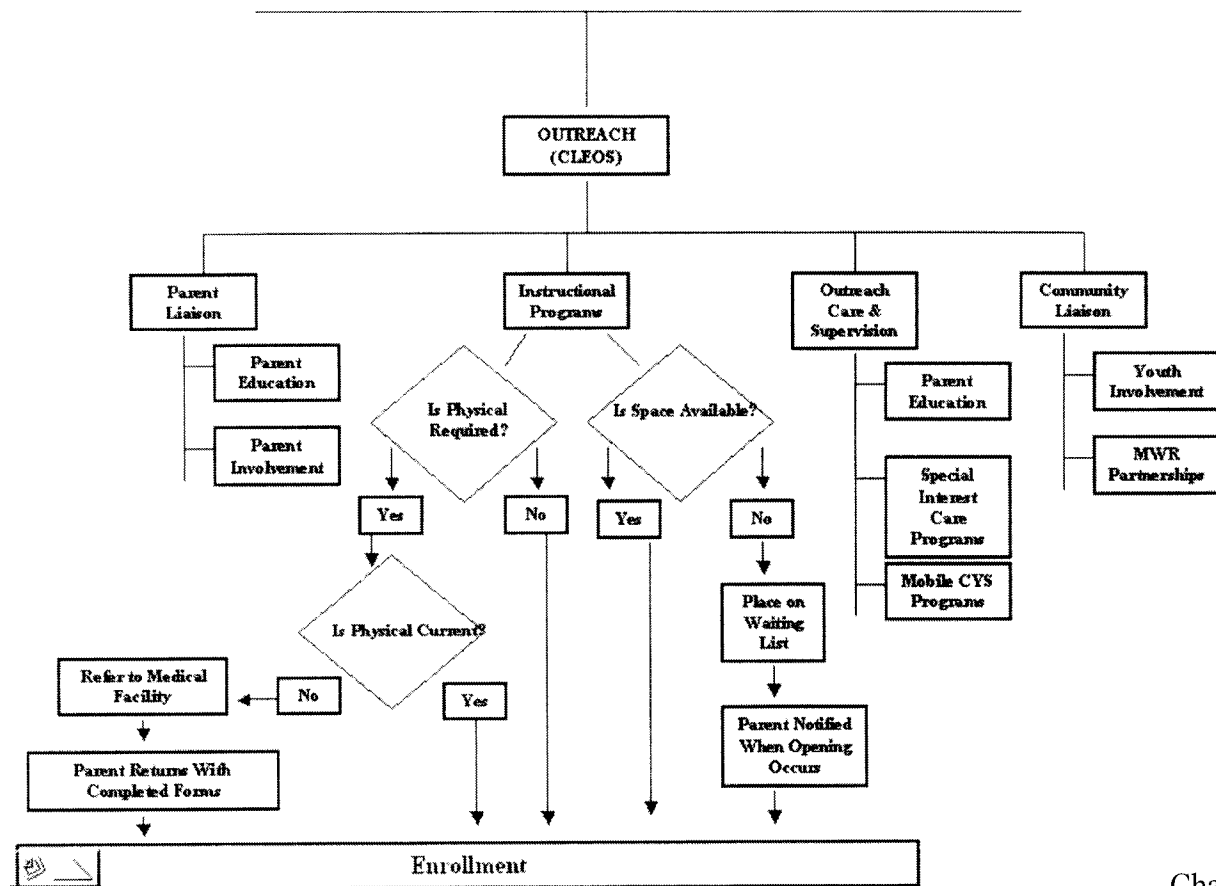 OUTREACH
(CLEOS)
Parent
Liaison
Parent
Education
Parent
Involvement
Instructional
Programs
Is Physical
Required?
Is Space Available?
Yes
No
Yes
No
Is Physical Current?
No
Yes
Refer to Medical
Facility
Parent Returns With
Completed Forms
Place on
Waiting
List
Parent Notified
When Opening
Occurs
Outreach
Care &
Supervision
Parent
Education
Special
Interest
Care
Programs
Mobile CYS
Programs
Community
Liaison
Youth
Involvement
MWR
Partnerships
Enrollment
Cha